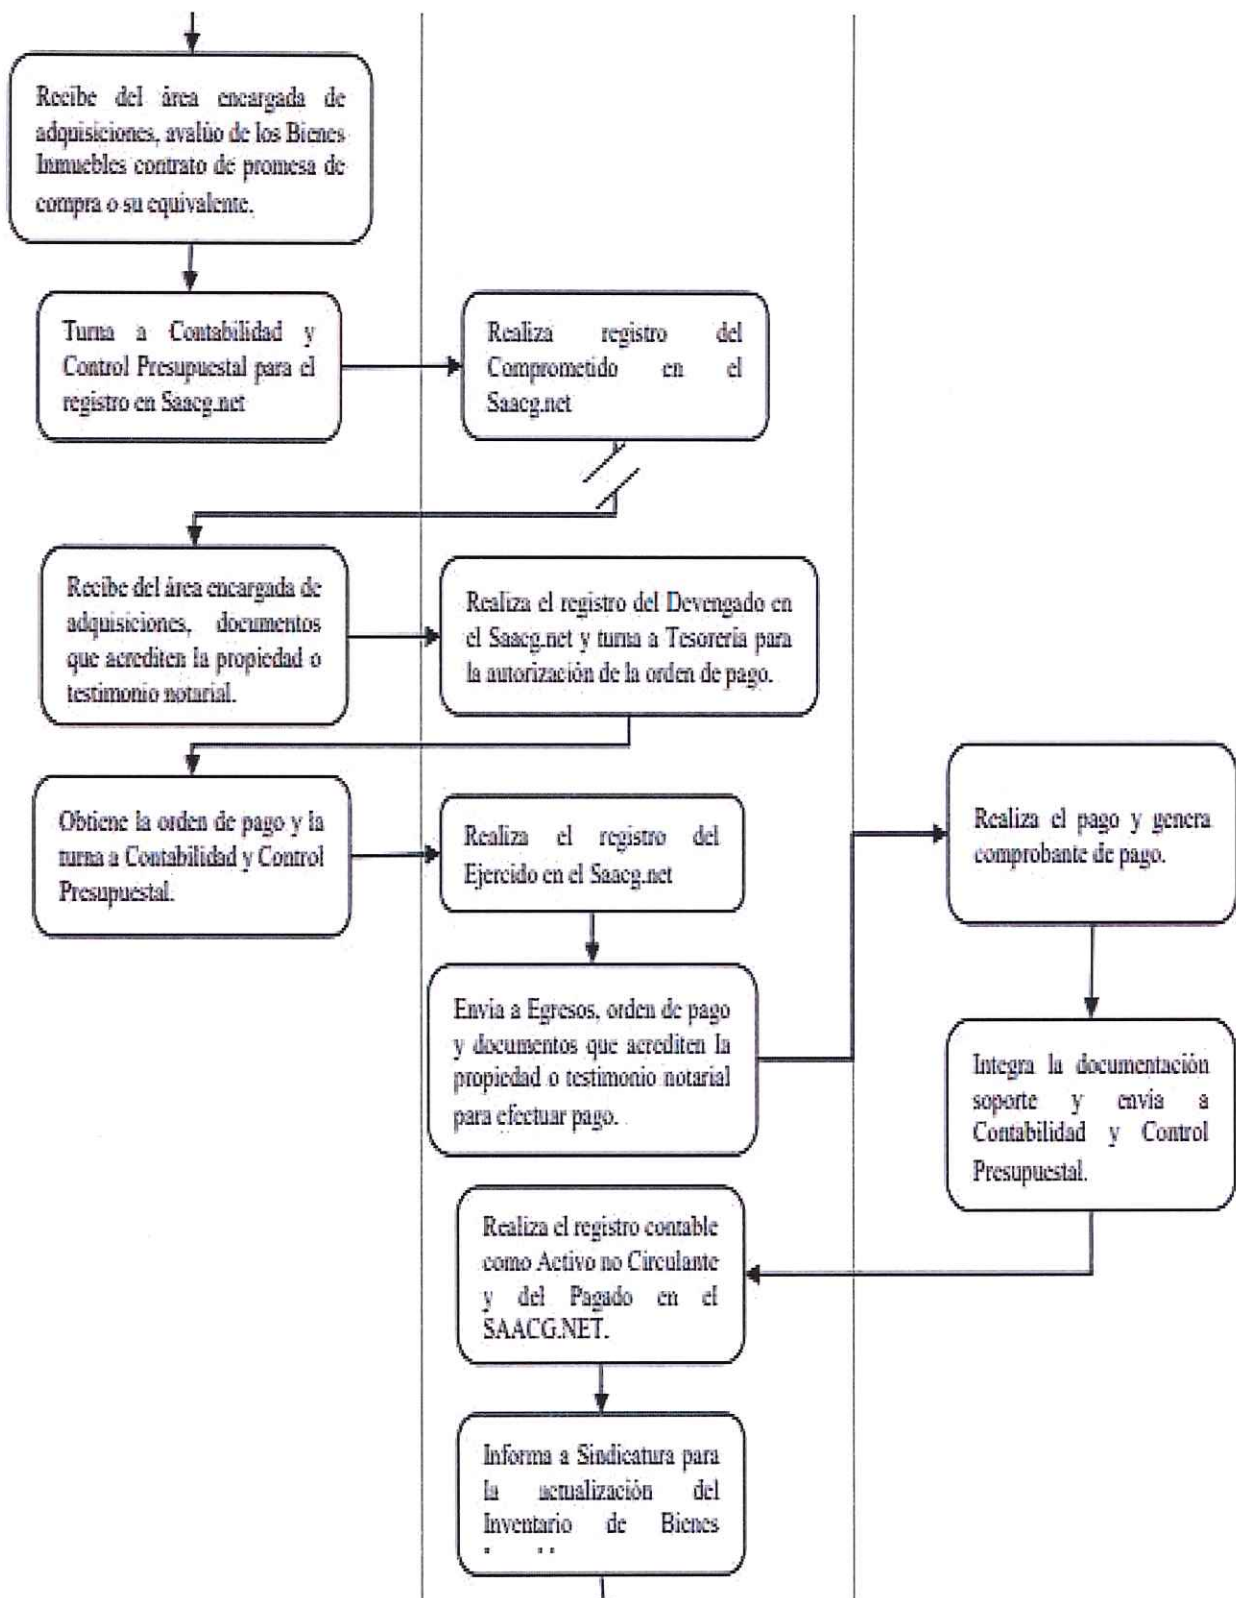 Recibe del área encargada de
adquisiciones, avalúo de los Bienes
Inmuebles contrato de promesa de
compra o su equivalente.
Turna a Contabilidad y
Control Presupuestal para el
registro en Saacg.net
Realiza registro del
Comprometido en el
Saacg.net
Recibe del área encargada de
adquisiciones, documentos
que acrediten la propiedad o
testimonio notarial.
Realiza el registro del Devengado en
el Saacg.net y turna a Tesorería para
la autorización de la orden de pago.
Obtiene la orden de pago y la
turna a Contabilidad y Control
Presupuestal.
Realiza el registro del
Ejercido en el Saacg.net
Envía a Egresos, orden de pago
y documentos que acrediten la
propiedad o testimonio notarial
para efectuar pago.
Realiza el pago y genera
comprobante de pago.
Integra la documentación
soporte y envía a
Contabilidad y Control
Presupuestal.
Realiza el registro contable
como Activo no Circulante
y del Pagado en el
SAACG.NET.
Informa a Sindicatura para
la actualización del
Inventario de Bienes